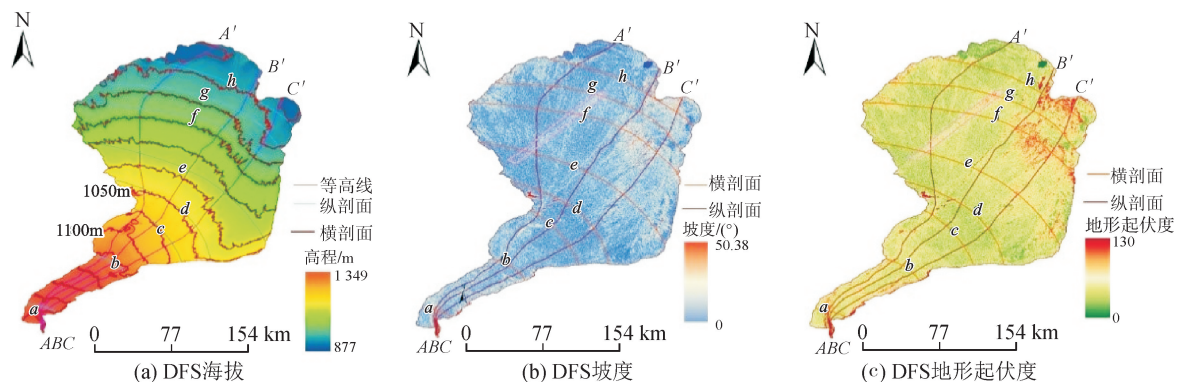 N
A′
B′
C′
h
g
f
e
d
c
b
a
1050m
1100m
等高线
纵剖面
横剖面
高程/m
1 349
877
ABC
0 77 154 km
(a) DFS海拔
N
A′
B′
C′
h
g
f
e
d
c
b
a
横剖面
纵剖面
坡度/(°)
50.38
0
ABC
0 77 154 km
(b) DFS坡度
N
A′
B′
C′
h
g
f
e
d
c
b
a
横剖面
纵剖面
地形起伏度
130
0
ABC
0 77 154 km
(c) DFS地形起伏度